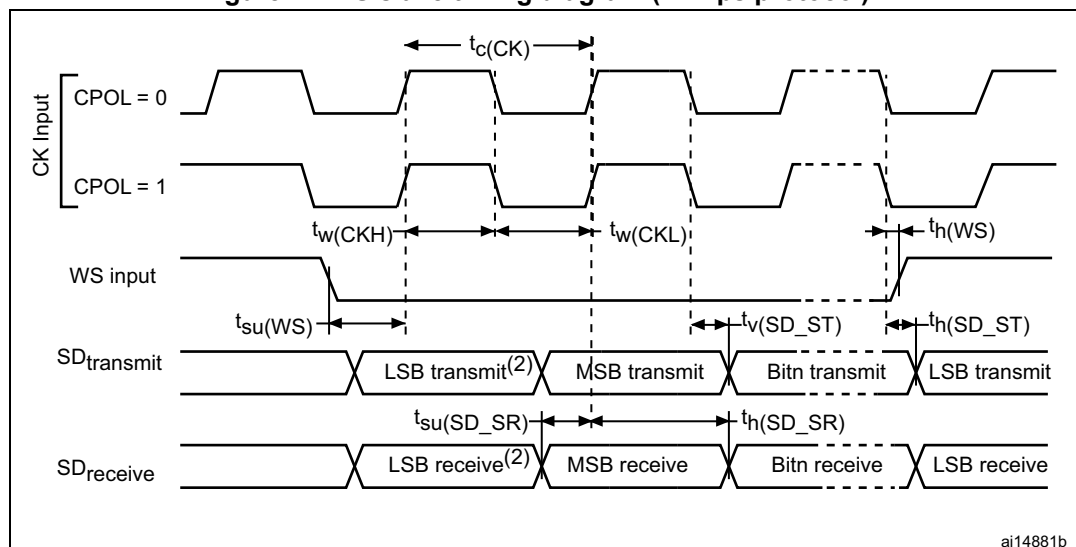 tc(CK)
CK Input
CPOL = 0
CPOL = 1
tw(CKH)
tw(CKL)
th(WS)
WS input
tsu(WS)
tv(SD_ST)
th(SD_ST)
SDtransmit
LSB transmit(2)
MSB transmit
Bitn transmit
LSB transmit
tsu(SD_SR)
th(SD_SR)
SDreceive
LSB receive(2)
MSB receive
Bitn receive
LSB receive
ai14881b